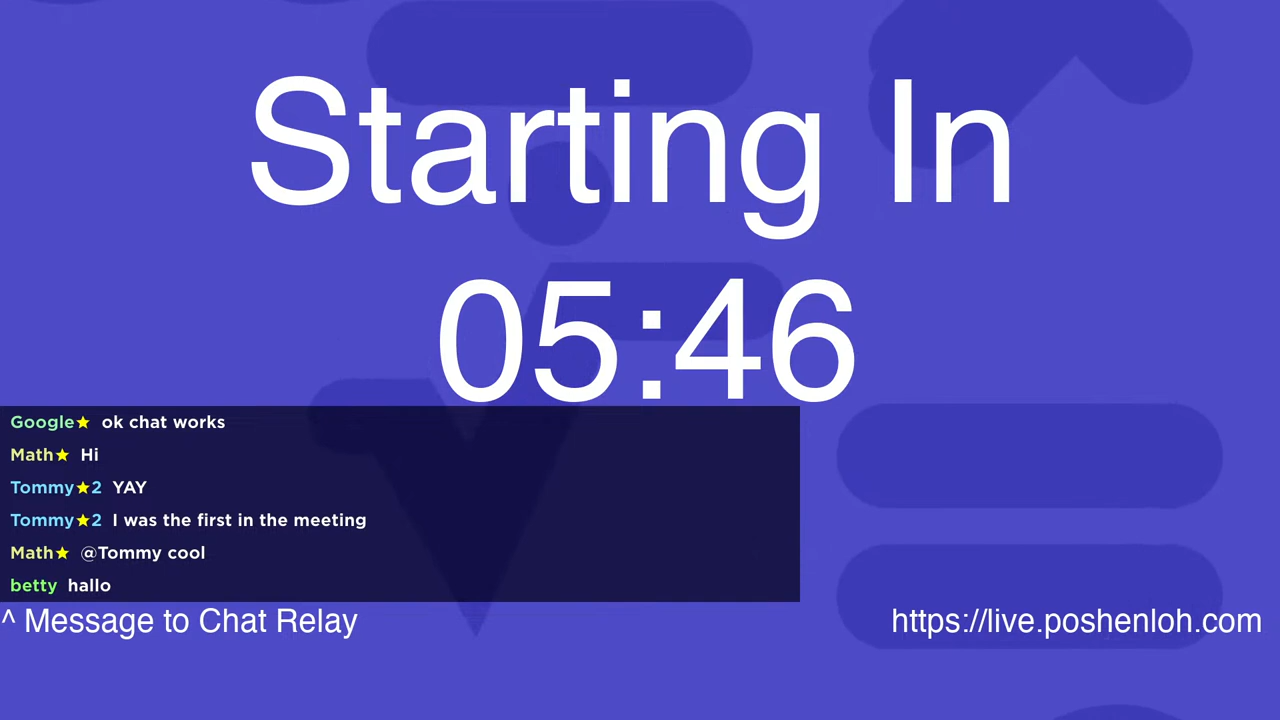 Starting In
05:46
Google⭐ ok chat works
Math⭐ Hi
Tommy⭐2 YAY
Tommy⭐2 I was the first in the meeting
Math⭐ @Tommy cool
betty hallo
^ Message to Chat Relay
https://live.poshenloh.com